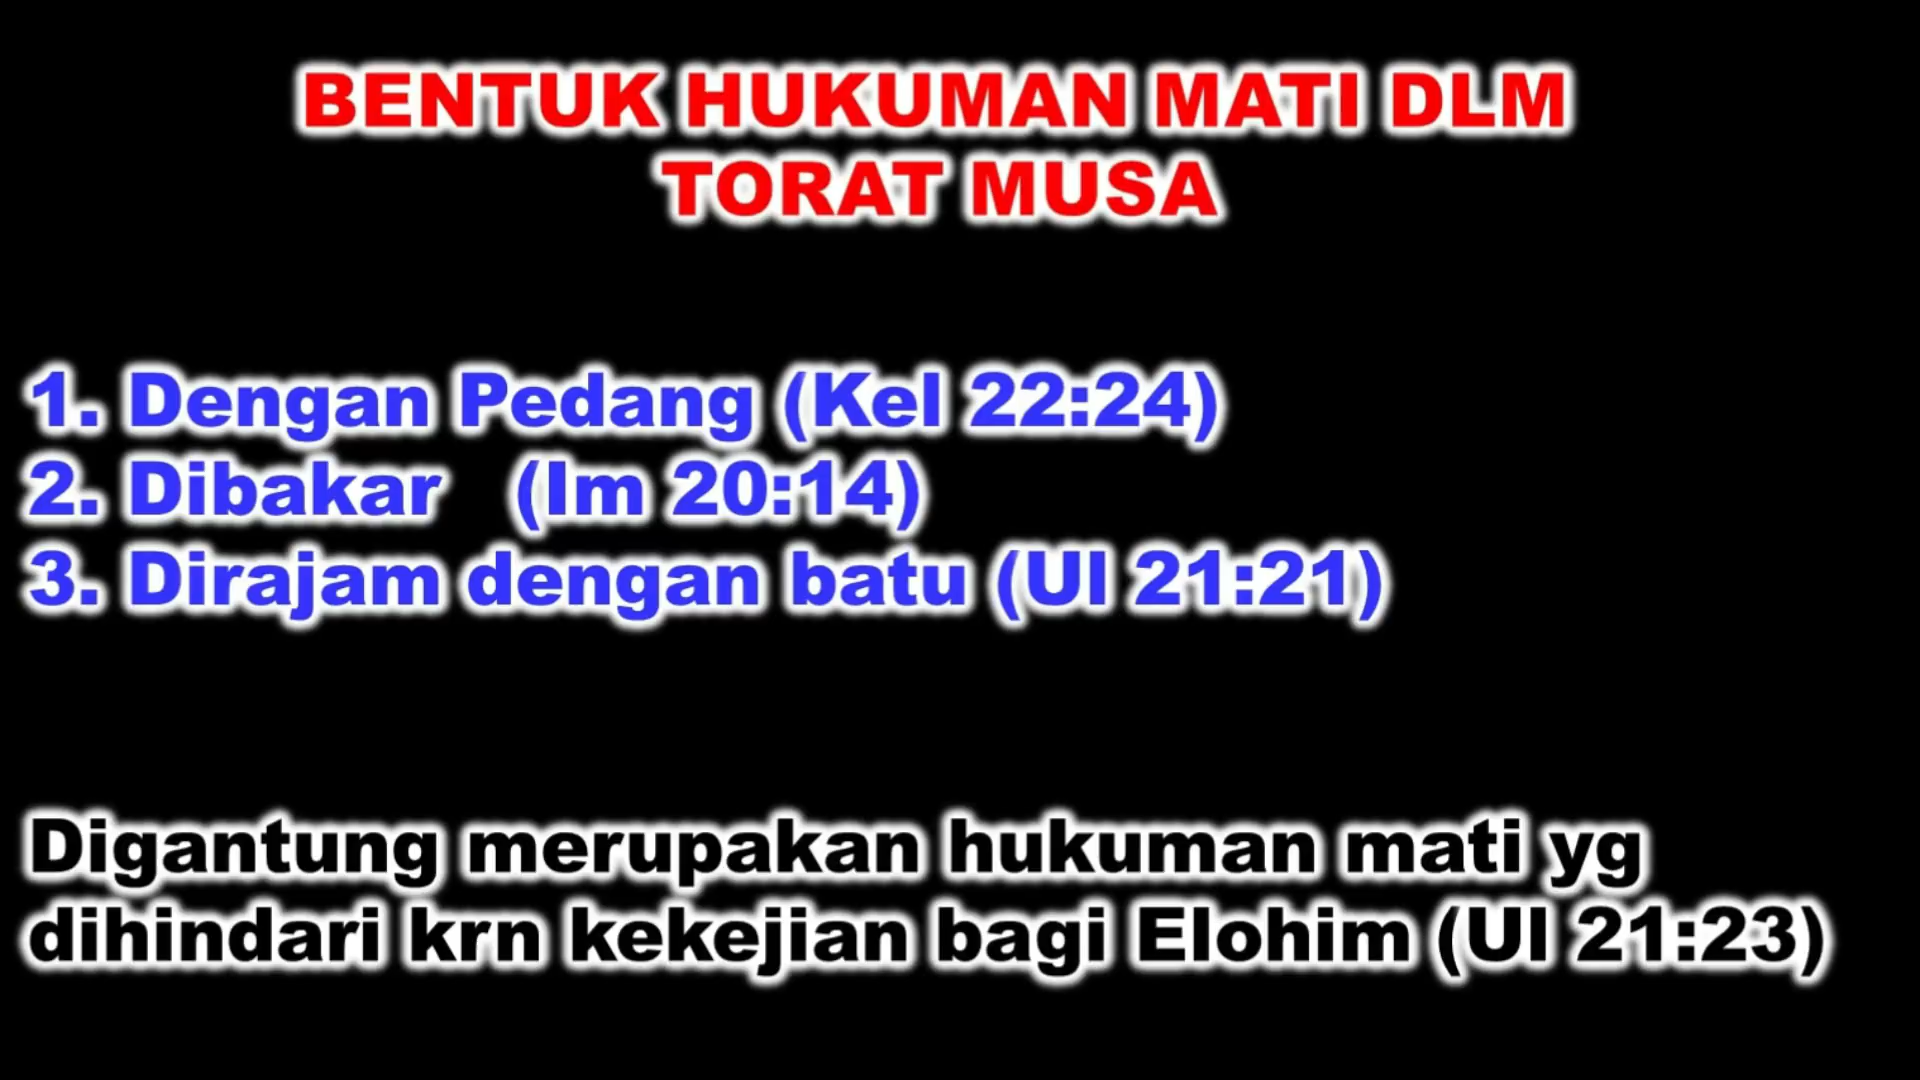 BENTUK HUKUMAN MATI DLM
TORAT MUSA
1. Dengan Pedang (Kel 22:24)
2. Dibakar (Im 20:14)
3. Dirajam dengan batu (Ul 21:21)
Digantung merupakan hukuman mati yg
dihindari krn kekejian bagi Elohim (Ul 21:23)